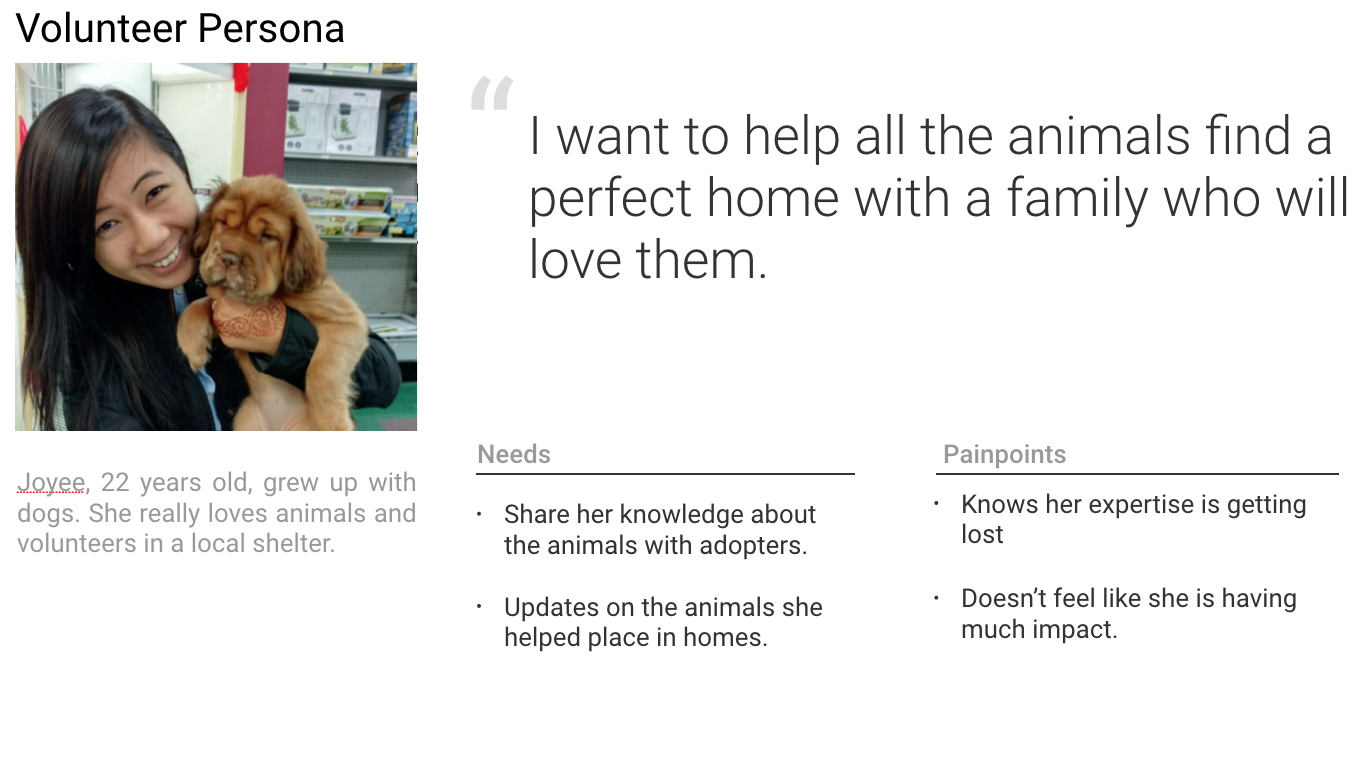 Volunteer Persona
“
I want to help all the animals find a
perfect home with a family who will
love them.
Joyee, 22 years old, grew up with
dogs. She really loves animals and
volunteers in a local shelter.
Needs
· Share her knowledge about
the animals with adopters.
· Updates on the animals she
helped place in homes.
Painpoints
· Knows her expertise is getting
lost
· Doesn’t feel like she is having
much impact.